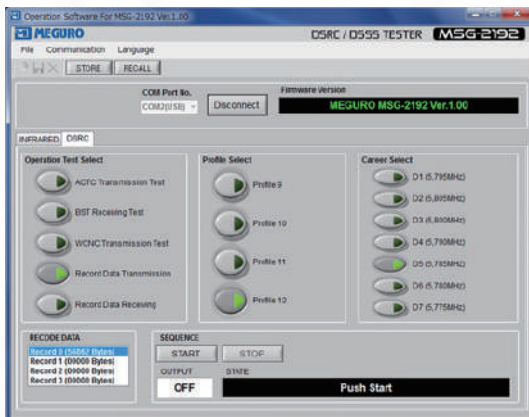 Operation Software For MSG-2192 Ver.1.00
MEGURO DSRC / DSSS TESTER MSG-2192
File Communication Language
STORE RECALL
COM Port No. Firmware Version
COM2(USB) Disconnect MEGURO MSG-2192 Ver.1.00
INFRARED DSRC
Operation Test Select Profile Select Career Select
ACTC Transmission Test Profile 9 D1 (5,795MHz)
BST Receiving Test Profile 10 D2 (5,805MHz)
WCNC Transmission Test Profile 11 D3 (5,800MHz)
Record Data Transmission Profile 12 D4 (5,790MHz)
Record Data Receiving D5 (5,785MHz)
D6 (5,780MHz)
D7 (5,775MHz)
RECODE DATA SEQUENCE
Record 0 (56862 Bytes)
Record 1 (00000 Bytes)
Record 2 (00000 Bytes)
Record 3 (00000 Bytes)
START STOP
OUTPUT STATE
OFF Push Start